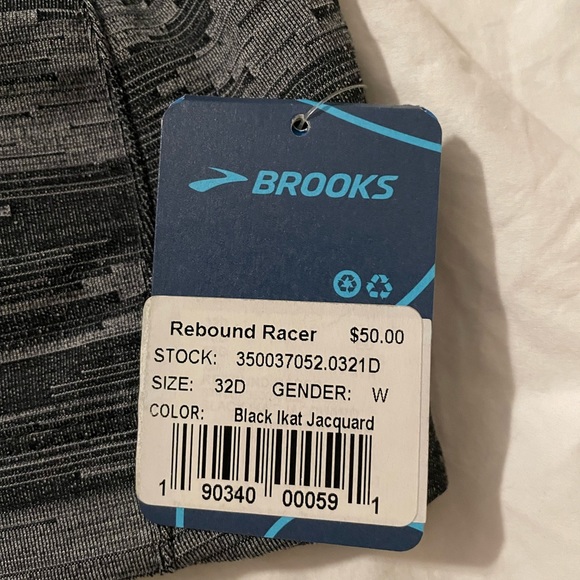 BROOKS
Rebound Racer $50.00
STOCK: 350037052.0321D
SIZE: 32D GENDER: W
COLOR: Black Ikat Jacquard
1 90340 00059 1